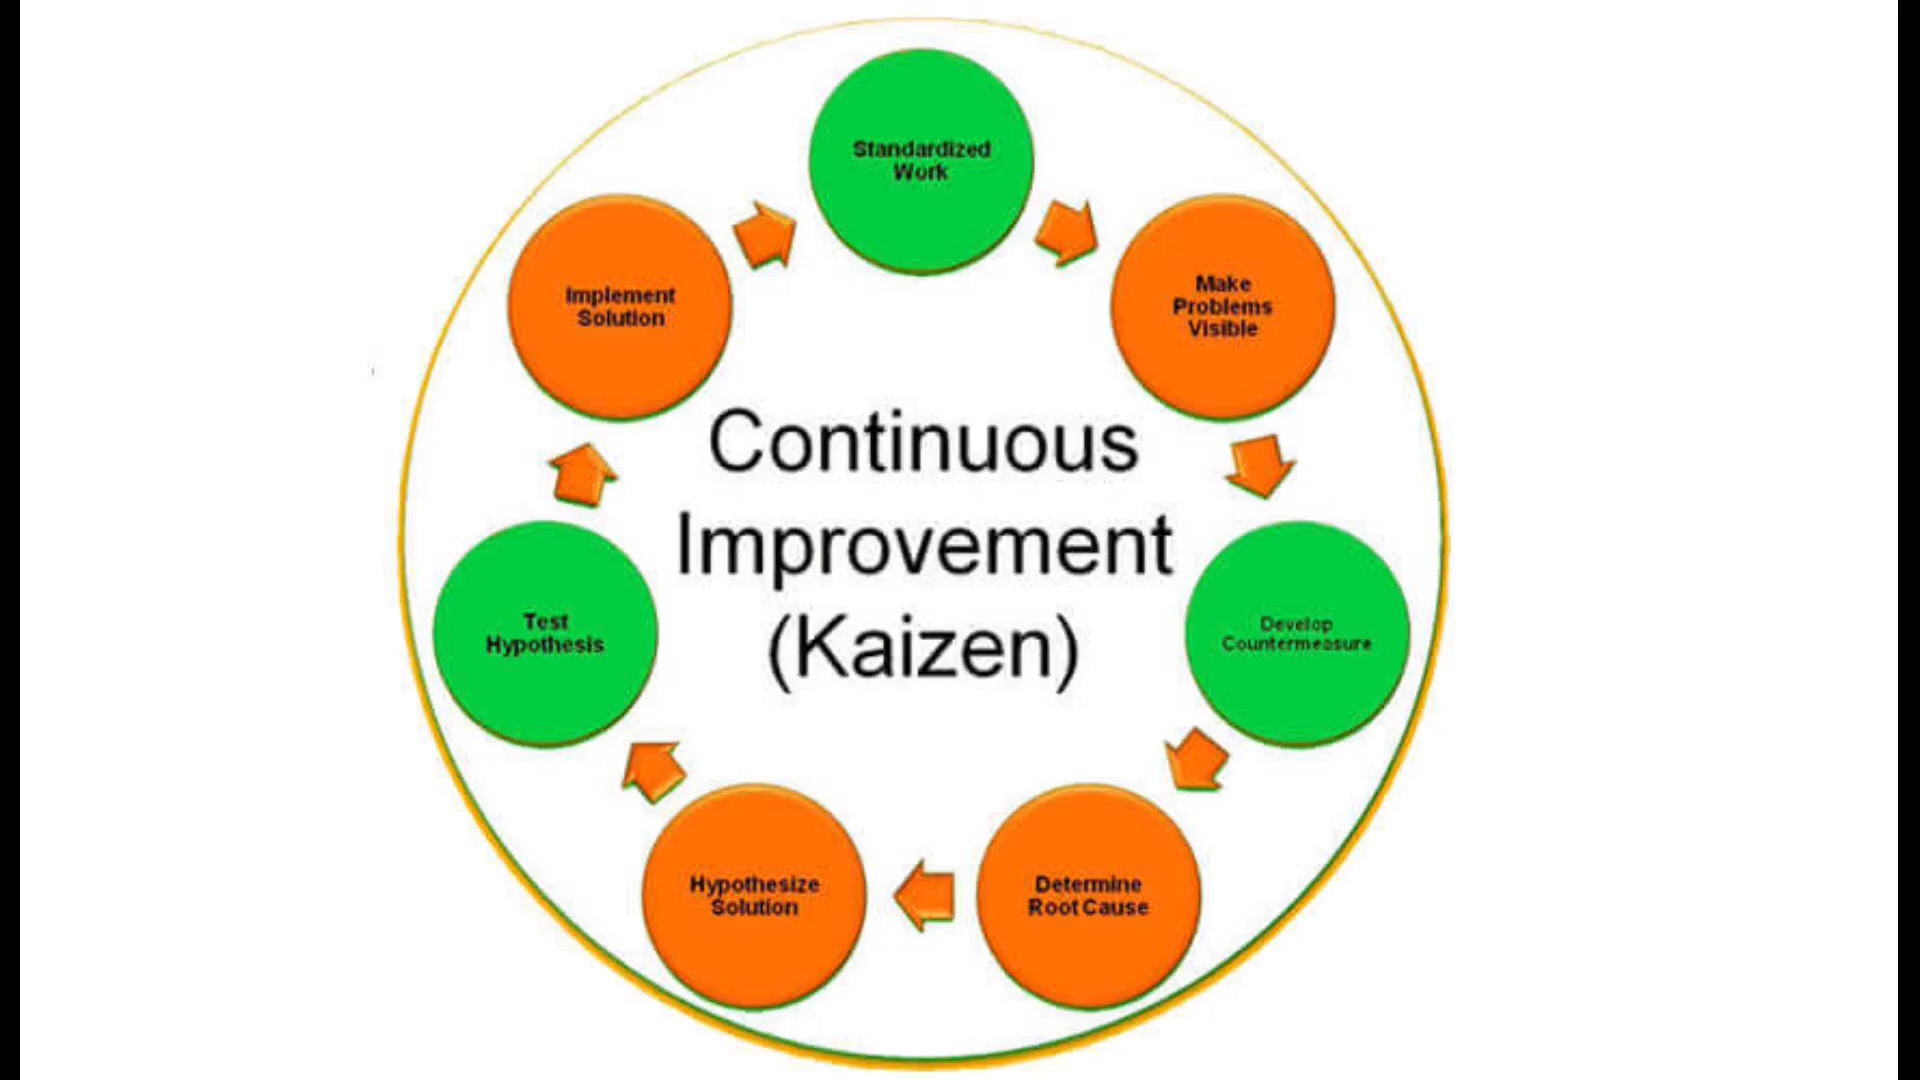 Standardized
Work
Make
Problems
Visible
Develop
Countermeasure
Determine
Root Cause
Hypothesize
Solution
Test
Hypothesis
Implement
Solution
Continuous
Improvement
(Kaizen)